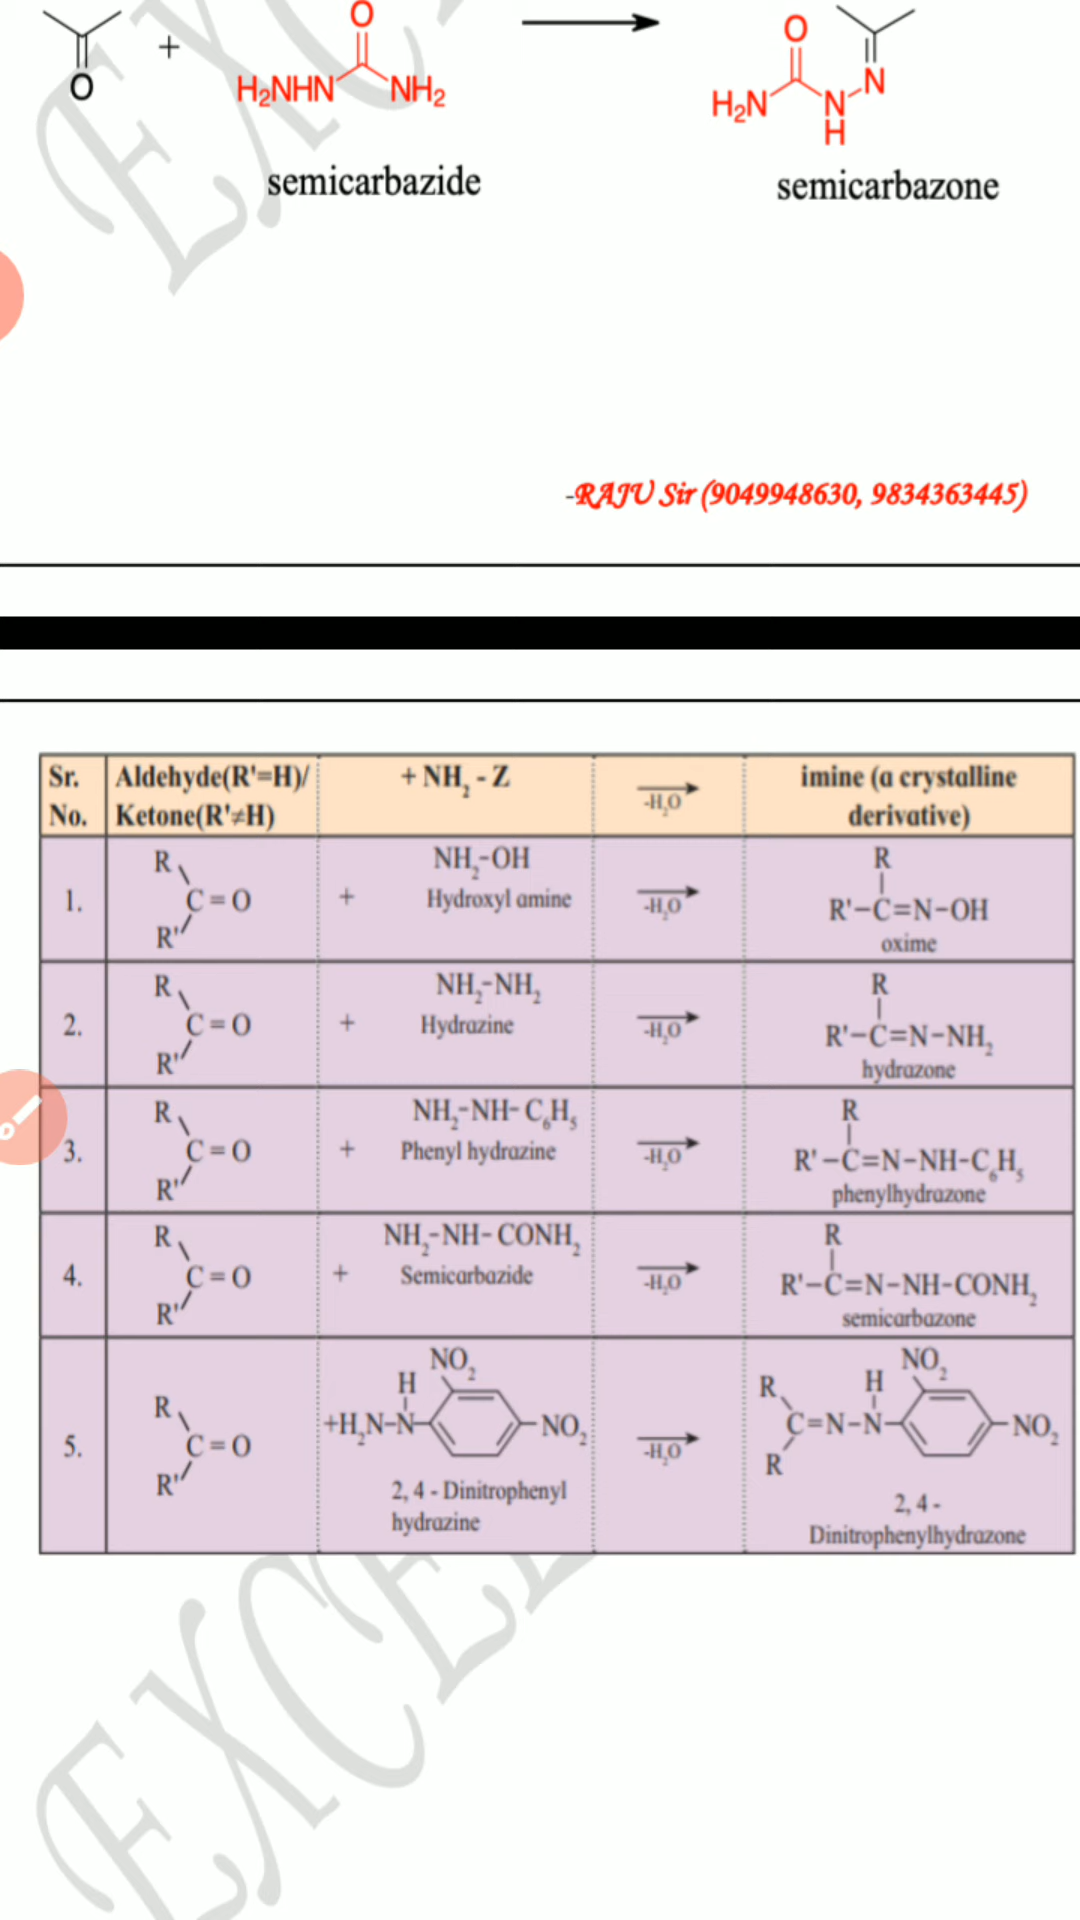 O
O
+
O
H₂NHN NH₂
H₂N N N
H
semicarbazide
semicarbazone
-RAJU Sir (9049948630, 9834363445)
Sr. No.
Aldehyde(R'=H)/ Ketone(R'≠H)
+ NH₂ - Z
-H₂O
imine (a crystalline derivative)
1.
R
C=O
R'
+
NH₂-OH
Hydroxyl amine
-H₂O
R
R'-C=N-OH
oxime
2.
R
C=O
R'
+
NH₂-NH₂
Hydrazine
-H₂O
R
R'-C=N-NH₂
hydrazone
3.
R
C=O
R'
+
NH₂-NH-C₆H₅
Phenyl hydrazine
-H₂O
R
R'-C=N-NH-C₆H₅
phenylhydrazone
4.
R
C=O
R'
+
NH₂-NH-CONH₂
Semicarbazide
-H₂O
R
R'-C=N-NH-CONH₂
semicarbazone
5.
R
C=O
R'
NO₂
H
+H₂N-N NO₂
2, 4 - Dinitrophenyl
hydrazine
-H₂O
NO₂
R H
C=N-N NO₂
R
2, 4 -
Dinitrophenylhydrazone